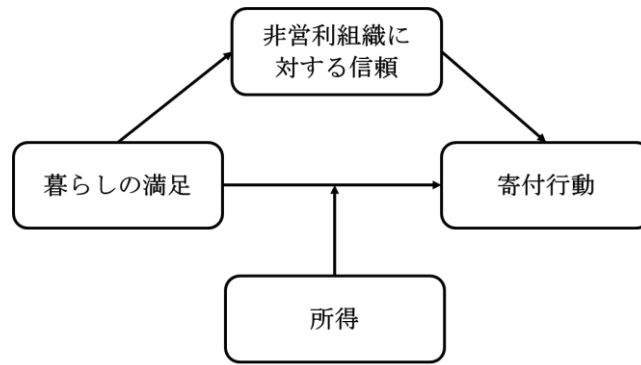 非営利組織に
対する信頼
暮らしの満足
寄付行動
所得